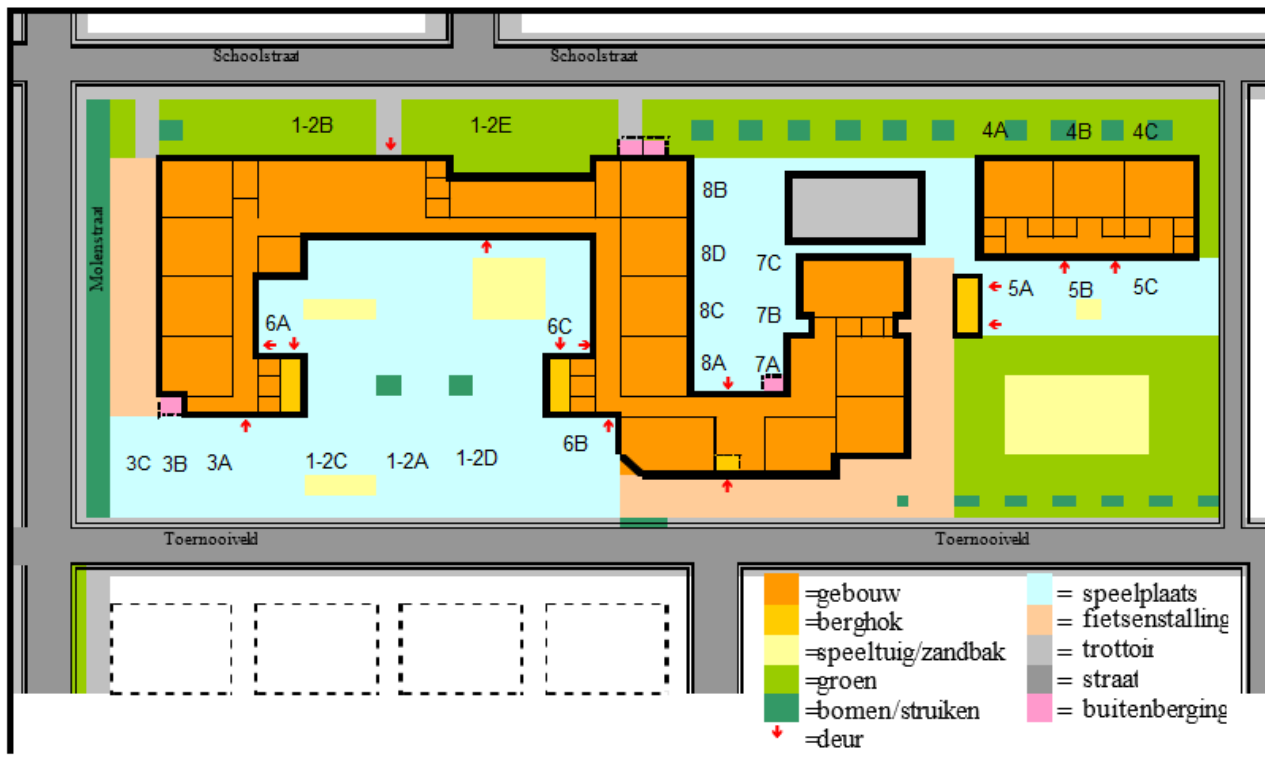 Schoolstraat Schoolstraat
1-2B 1-2E 4A 4B 4C
8B
Molenstraat
8D 7C
5A 5B 5C
8C 7B
6A 6C
8A 7A
6B
3C 3B 3A 1-2C 1-2A 1-2D
Toernooiveld Toernooiveld
=gebouw = speelplaats
=berghok = fietsenstalling
=speeltuig/zandbak = trottoir
=groen = straat
=bomen/struiken = buitenberging
=deur